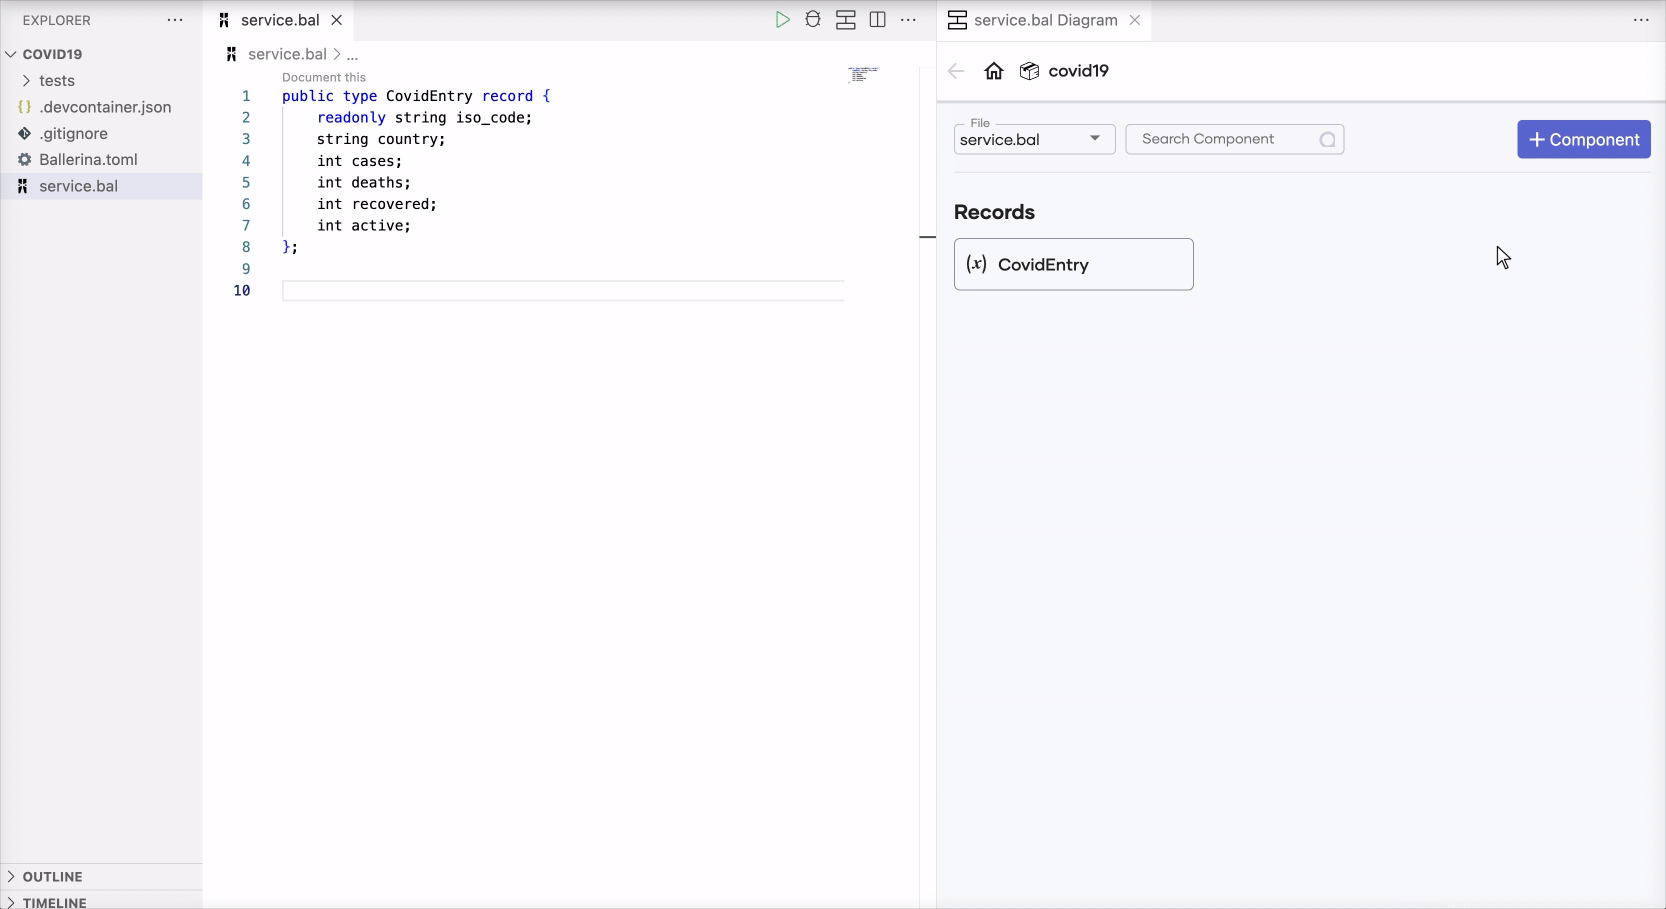 EXPLORER
COVID19
tests
{} .devcontainer.json
.gitignore
Ballerina.toml
service.bal
OUTLINE
TIMELINE
service.bal
service.bal > ...
Document this
1 public type CovidEntry record {
2 readonly string iso_code;
3 string country;
4 int cases;
5 int deaths;
6 int recovered;
7 int active;
8 };
9
10
service.bal Diagram
covid19
File
service.bal
Search Component
+ Component
Records
(x) CovidEntry